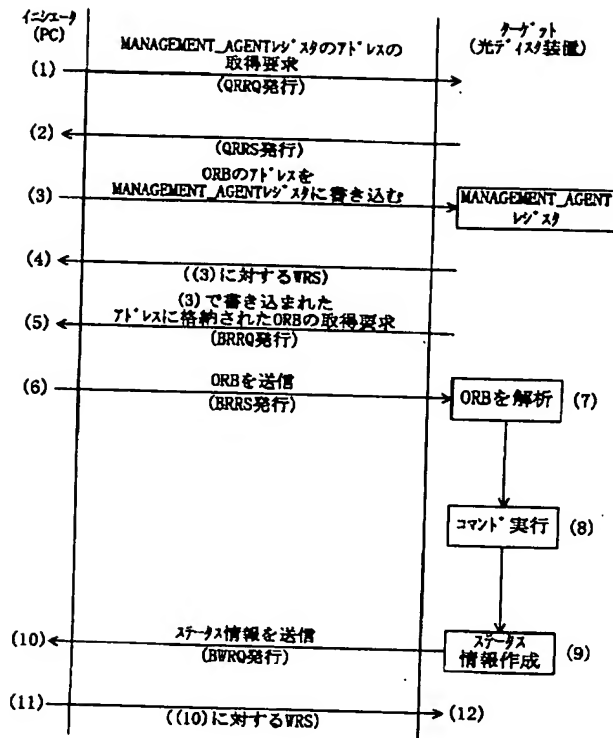 イニシエータ
(PC)
ターゲット
(光ディスク装置)
MANAGEMENT_AGENTレジスタのアドレスの
取得要求
(1)
(QRRQ発行)
(2)
(QRRS発行)
ORBのアドレスを
MANAGEMENT_AGENTレジスタに書き込む
(3)
MANAGEMENT_AGENT
レジスタ
(4)
((3)に対するWRS)
(3)で書き込まれた
アドレスに格納されたORBの取得要求
(5)
(BRRQ発行)
ORBを送信
(6)
(BRRS発行)
ORBを解析
(7)
コマンド実行
(8)
ステータス情報を送信
(10)
(BWRQ発行)
ステータス
情報作成
(9)
(11)
((10)に対するWRS)
(12)